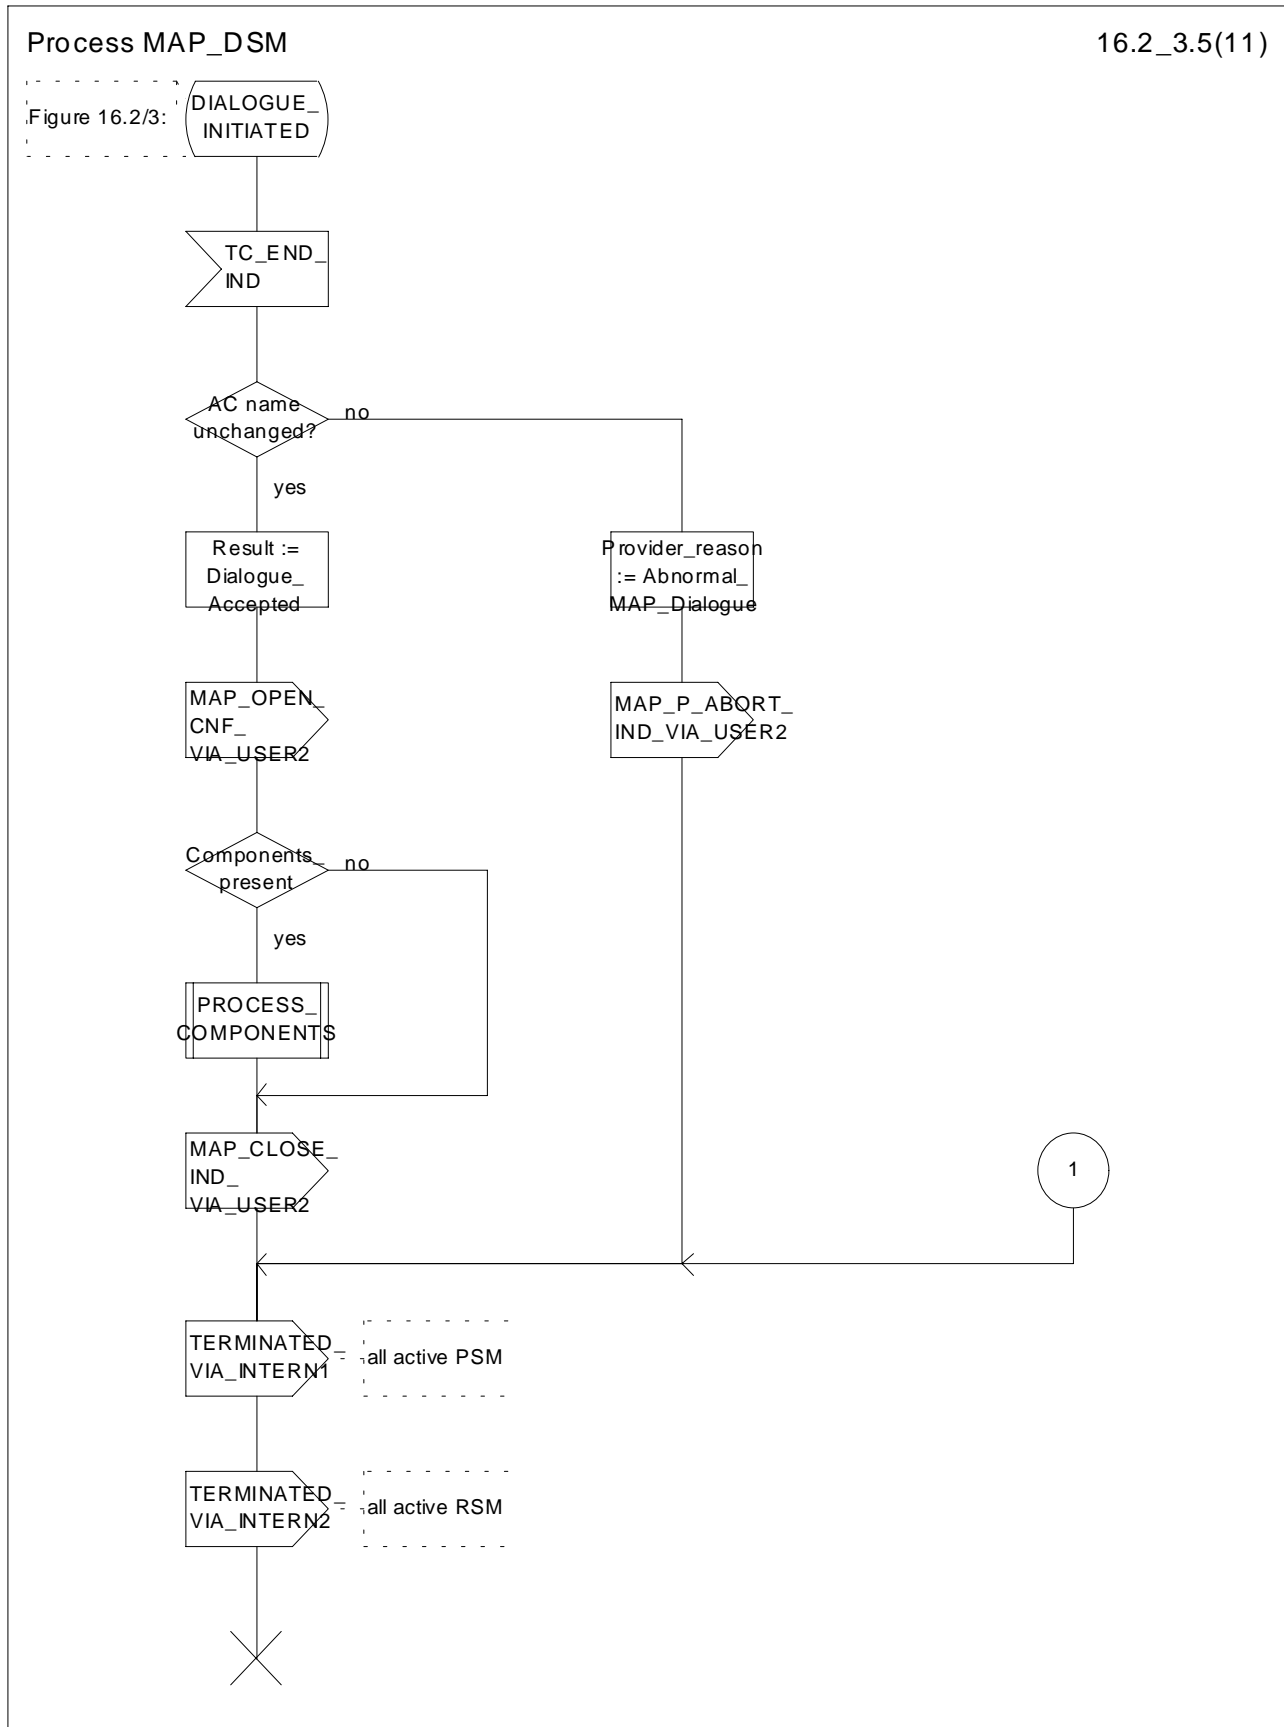 Process MAP_DSM
16.2_3.5(11)
Figure 16.2/3:
DIALOGUE_
INITIATED
TC_END_
IND
AC name
unchanged?
no
yes
Result :=
Dialogue_
Accepted
Provider_reason
:= Abnormal_
MAP_Dialogue
MAP_OPEN_
CNF_
VIA_USER2
MAP_P_ABORT_
IND_VIA_USER2
Components_
present
no
yes
PROCESS_
COMPONENTS
MAP_CLOSE_
IND_
VIA_USER2
1
TERMINATED_
VIA_INTERN1
all active PSM
TERMINATED_
VIA_INTERN2
all active RSM